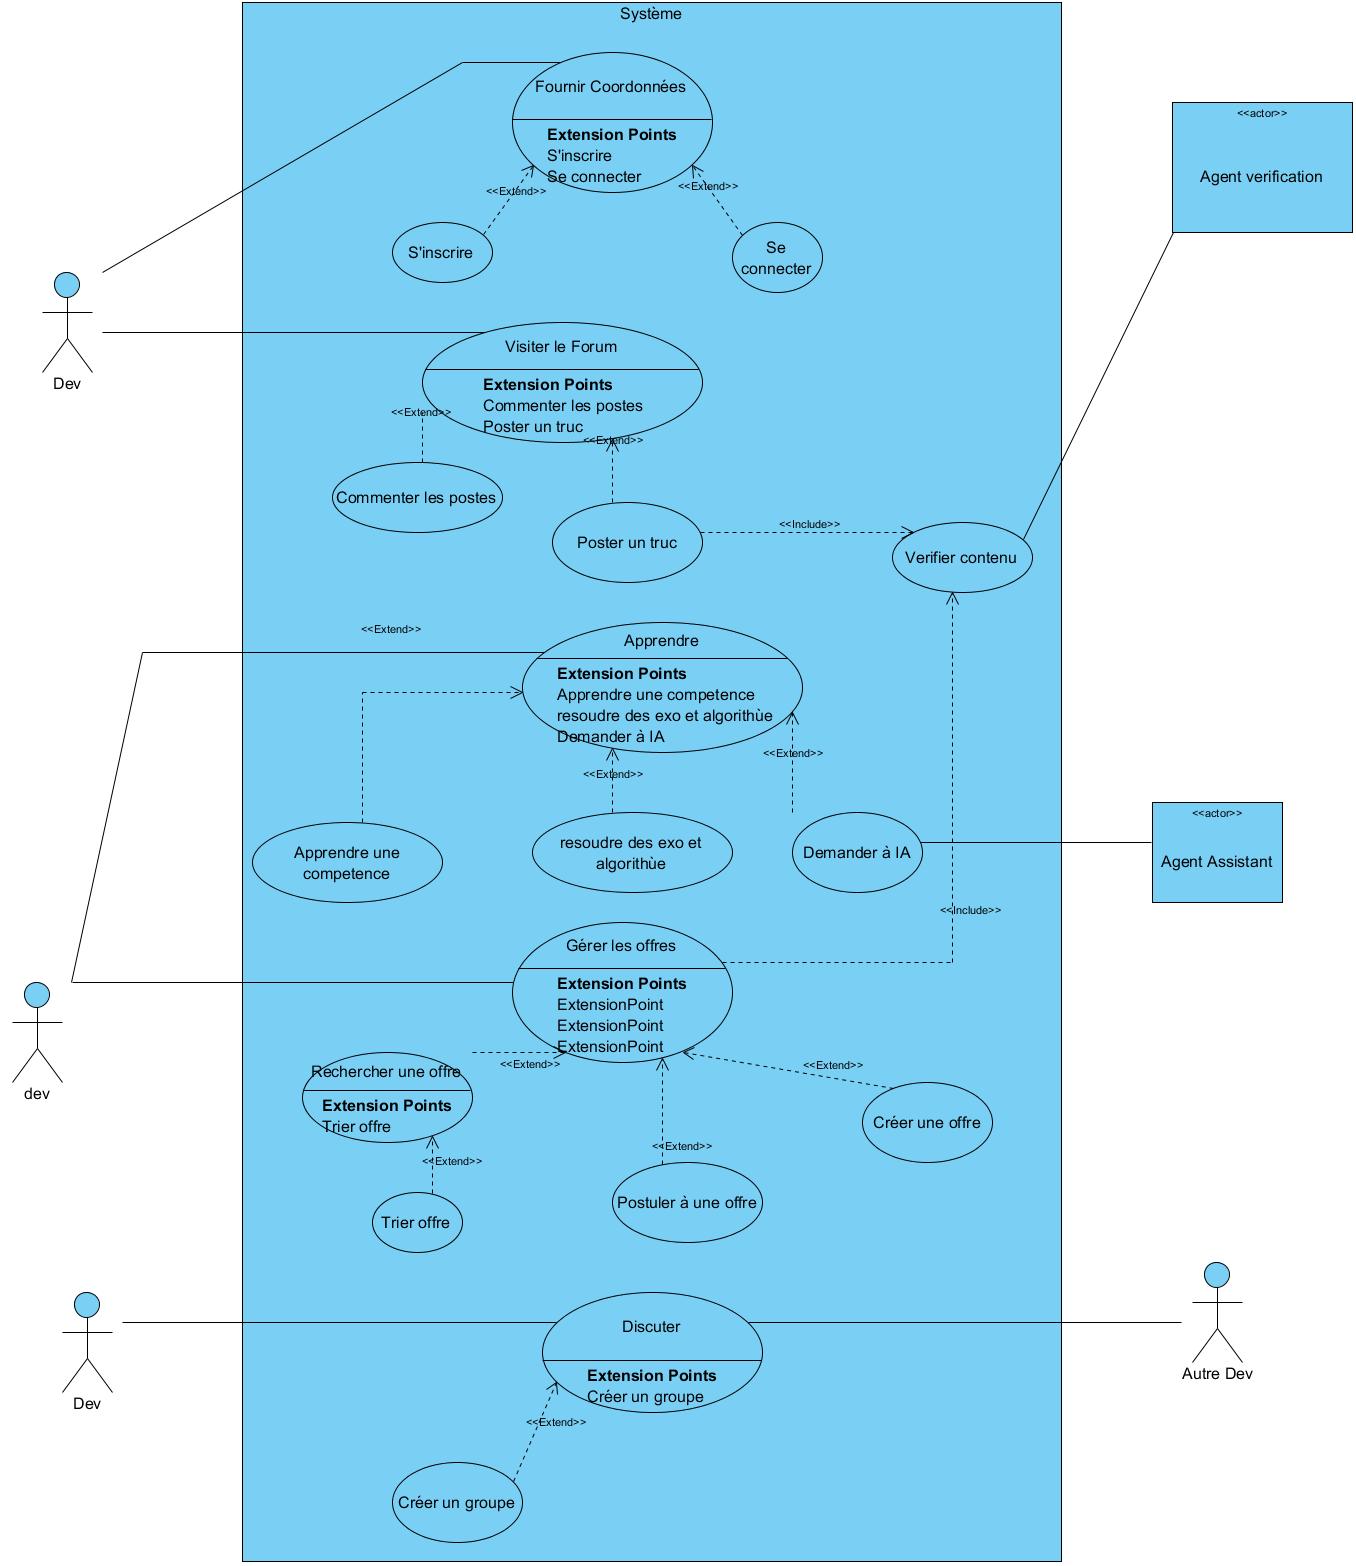 Système
Fournir Coordonnées
Extension Points
S'inscrire
Se connecter
<<Extend>>
<<Extend>>
S'inscrire
Se
connecter
<<actor>>
Agent verification
Dev
Visiter le Forum
Extension Points
Commenter les postes
Poster un truc
<<Extend>>
<<Extend>>
Commenter les postes
Poster un truc
<<Include>>
Verifier contenu
<<Extend>>
Apprendre
Extension Points
Apprendre une competence
resoudre des exo et algorithùe
Demander à IA
<<Extend>>
<<Extend>>
Apprendre une
competence
resoudre des exo et
algorithùe
Demander à IA
<<actor>>
Agent Assistant
<<Include>>
Gérer les offres
Extension Points
ExtensionPoint
ExtensionPoint
ExtensionPoint
dev
<<Extend>>
<<Extend>>
Rechercher une offre
Extension Points
Trier offre
Créer une offre
<<Extend>>
<<Extend>>
Trier offre
Postuler à une offre
Discuter
Extension Points
Créer un groupe
Dev
Autre Dev
<<Extend>>
Créer un groupe